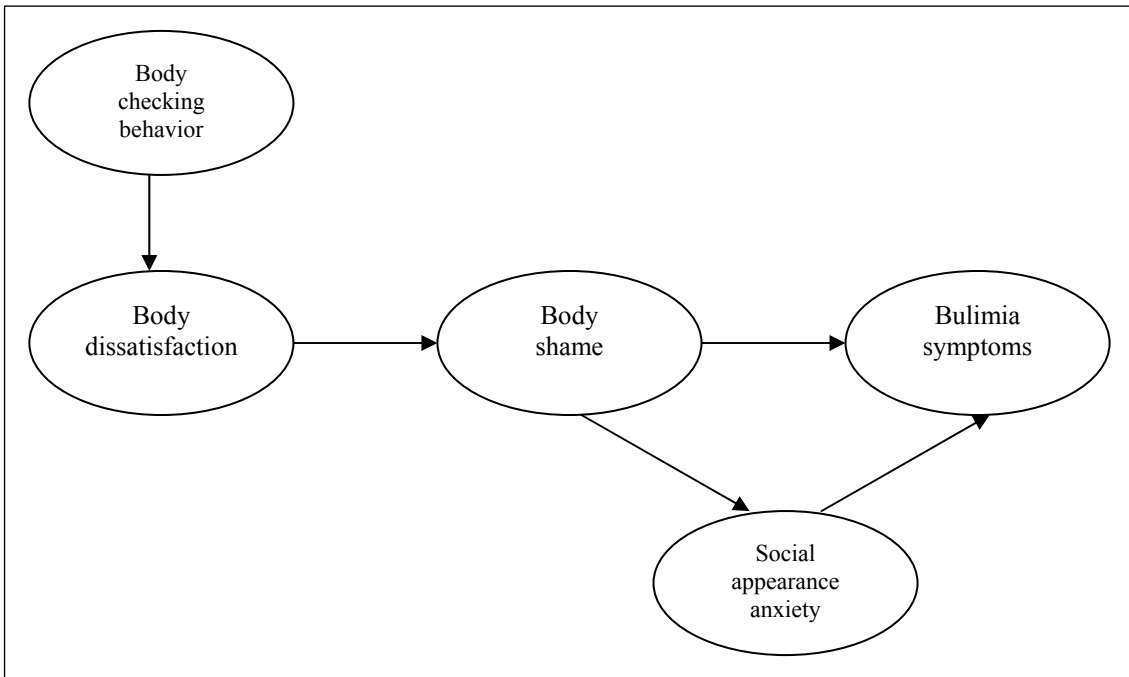 Body
checking
behavior
Body
dissatisfaction
Body
shame
Bulimia
symptoms
Social
appearance
anxiety